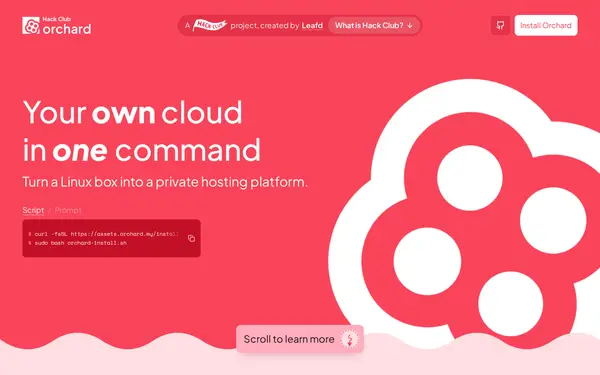 Hack Club
orchard
A HACK CLUB project, created by Leafd
What is Hack Club? ↓
Install Orchard
Your own cloud
in one command
Turn a Linux box into a private hosting platform.
Script / Prompt
$ curl -fsSL https://assets.orchard.my/instal
$ sudo bash orchard-install.sh
Scroll to learn more